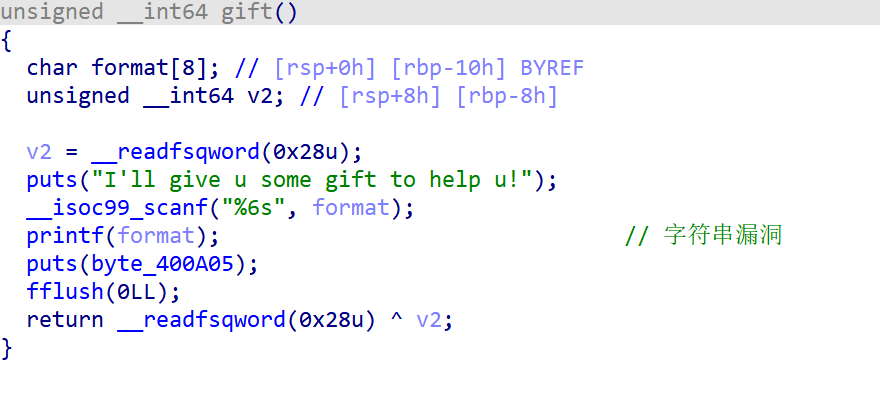 unsigned __int64 gift()
{
  char format[8]; // [rsp+0h] [rbp-10h] BYREF
  unsigned __int64 v2; // [rsp+8h] [rbp-8h]

  v2 = __readfsqword(0x28u);
  puts("I'll give u some gift to help u!");
  __isoc99_scanf("%6s", format);
  printf(format);                               // 字符串漏洞
  puts(byte_400A05);
  fflush(0LL);
  return __readfsqword(0x28u) ^ v2;
}